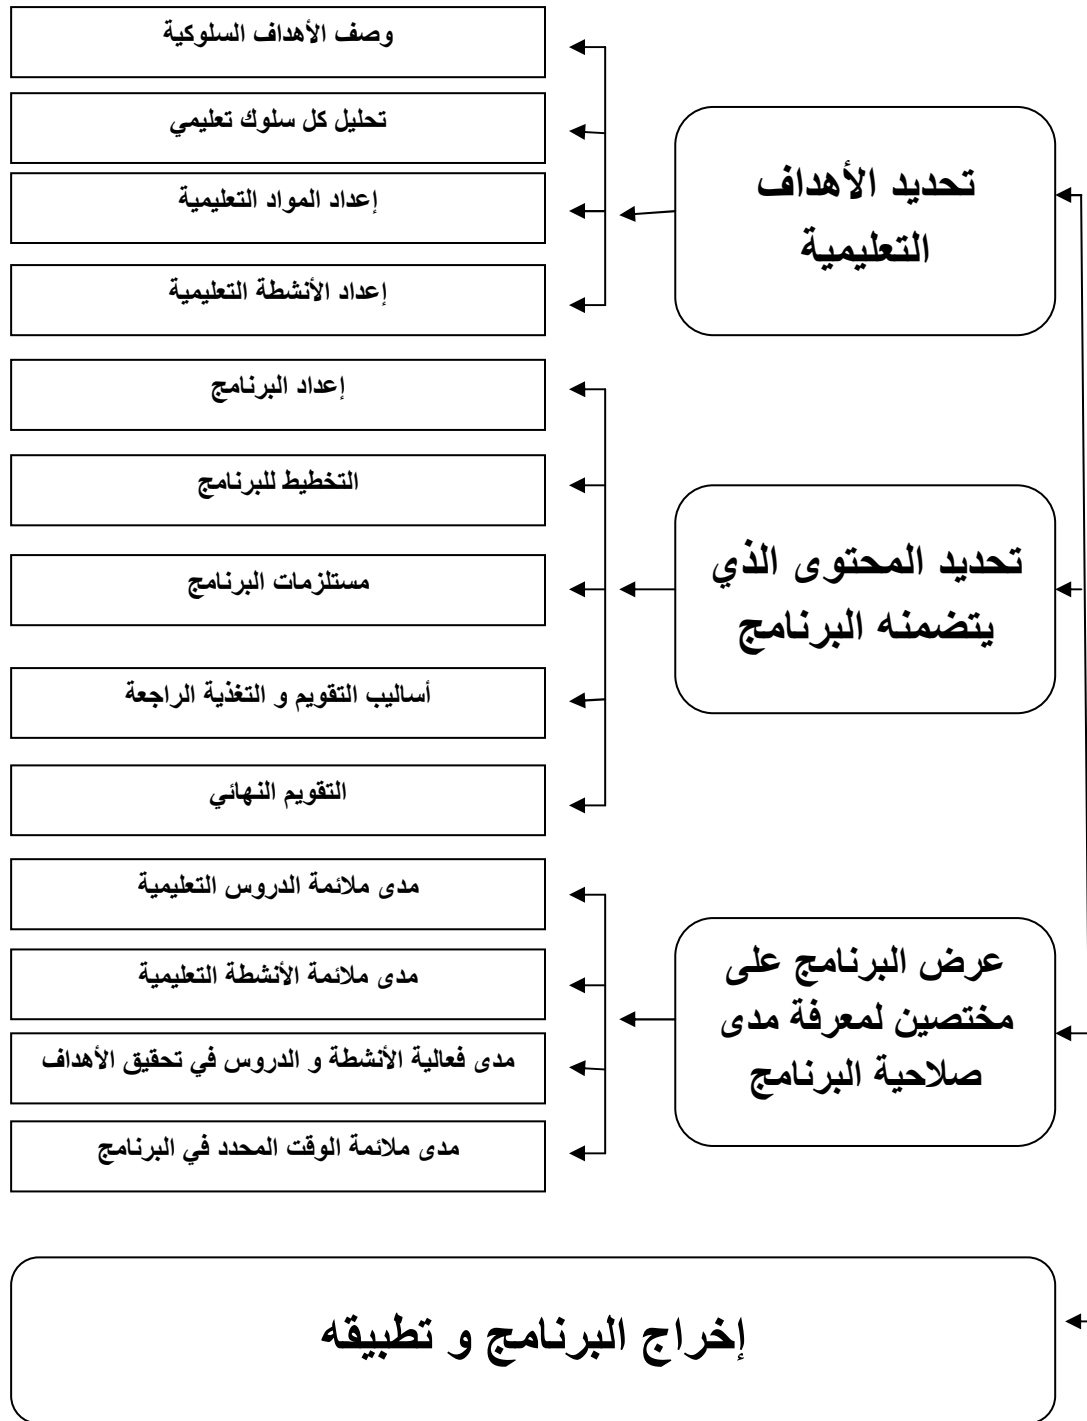 تحديد الأهداف
التعليمية
وصف الأهداف السلوكية
تحليل كل سلوك تعليمي
إعداد المواد التعليمية
إعداد الأنشطة التعليمية
تحديد المحتوى الذي
يتضمنه البرنامج
إعداد البرنامج
التخطيط للبرنامج
مستلزمات البرنامج
أساليب التقويم و التغذية الراجعة
التقويم النهائي
عرض البرنامج على
مختصين لمعرفة مدى
صلاحية البرنامج
مدى ملائمة الدروس التعليمية
مدى ملائمة الأنشطة التعليمية
مدى فعالية الأنشطة و الدروس في تحقيق الأهداف
مدى ملائمة الوقت المحدد في البرنامج
إخراج البرنامج و تطبيقه